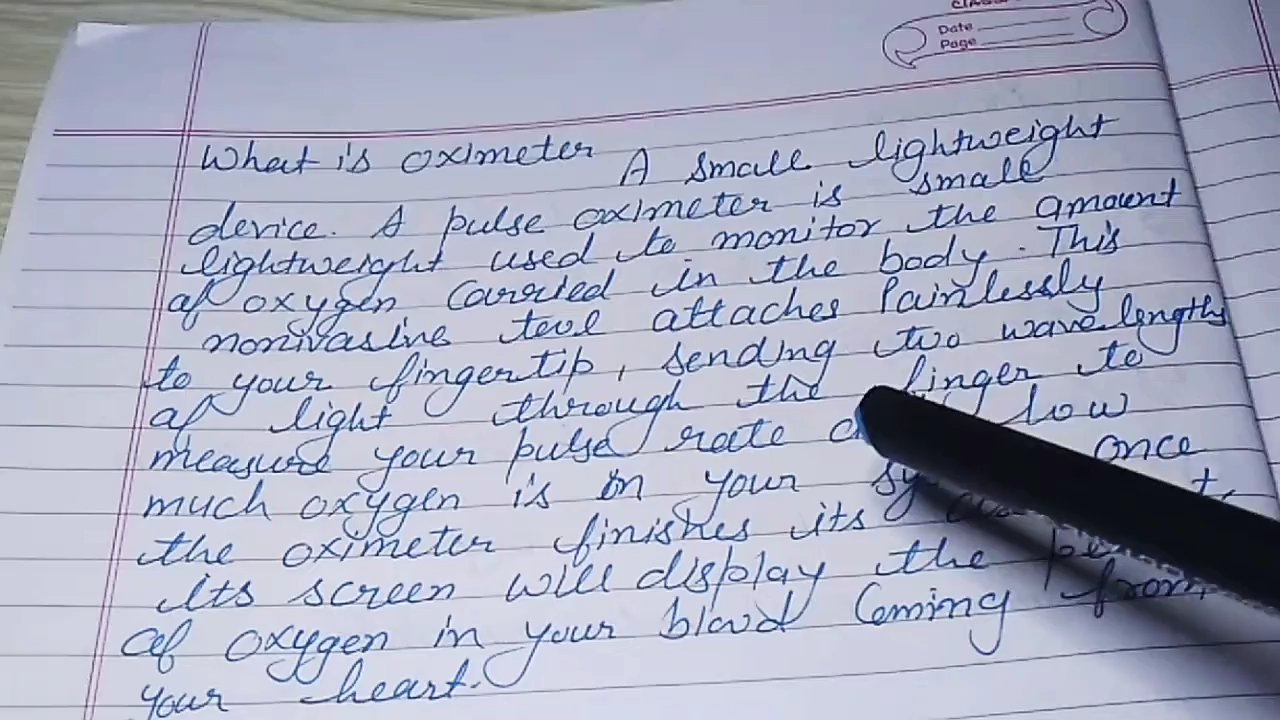 Date
Page
What is oximeter A small lightweight
device. A pulse oximeter is small
lightweight used to monitor the amount
of oxygen carried in the body. This
nonivasine tool attaches Painlessly
to your fingertip, sending two wavelengths
of light through the finger to
measure your pulse rate how
much oxygen is in your once
the oximeter finishes its
its screen will display the
of oxygen in your blood Coming from
your heart.